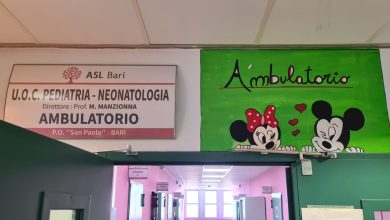 ASL Bari
U.O.C. PEDIATRIA - NEONATOLOGIA
Direttore : Prof. M. MANZIONNA
AMBULATORIO
P.O. "San Paolo" - BARI
Ambulatorio